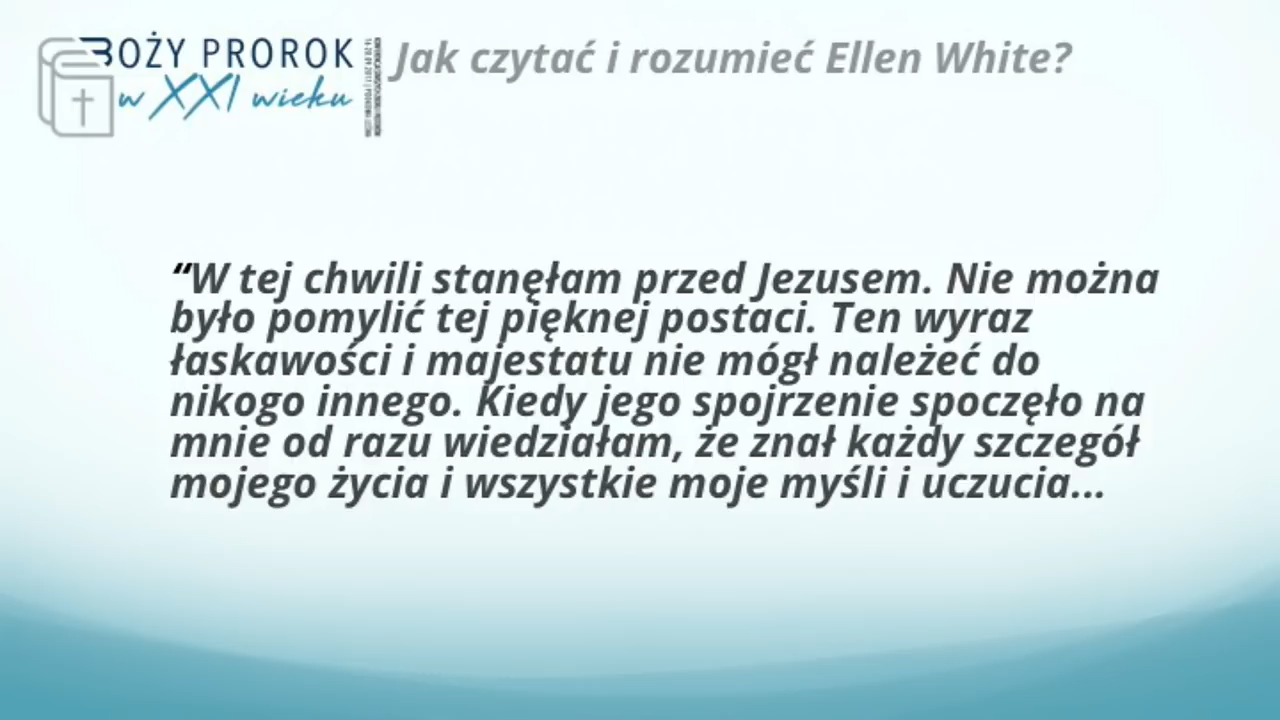 BOŻY PROROK
w XXI wieku
Jak czytać i rozumieć Ellen White?
“W tej chwili stanęłam przed Jezusem. Nie można
było pomylić tej pięknej postaci. Ten wyraz
łaskawości i majestatu nie mógł należeć do
nikogo innego. Kiedy jego spojrzenie spoczęło na
mnie od razu wiedziałam, że znał każdy szczegół
mojego życia i wszystkie moje myśli i uczucia...